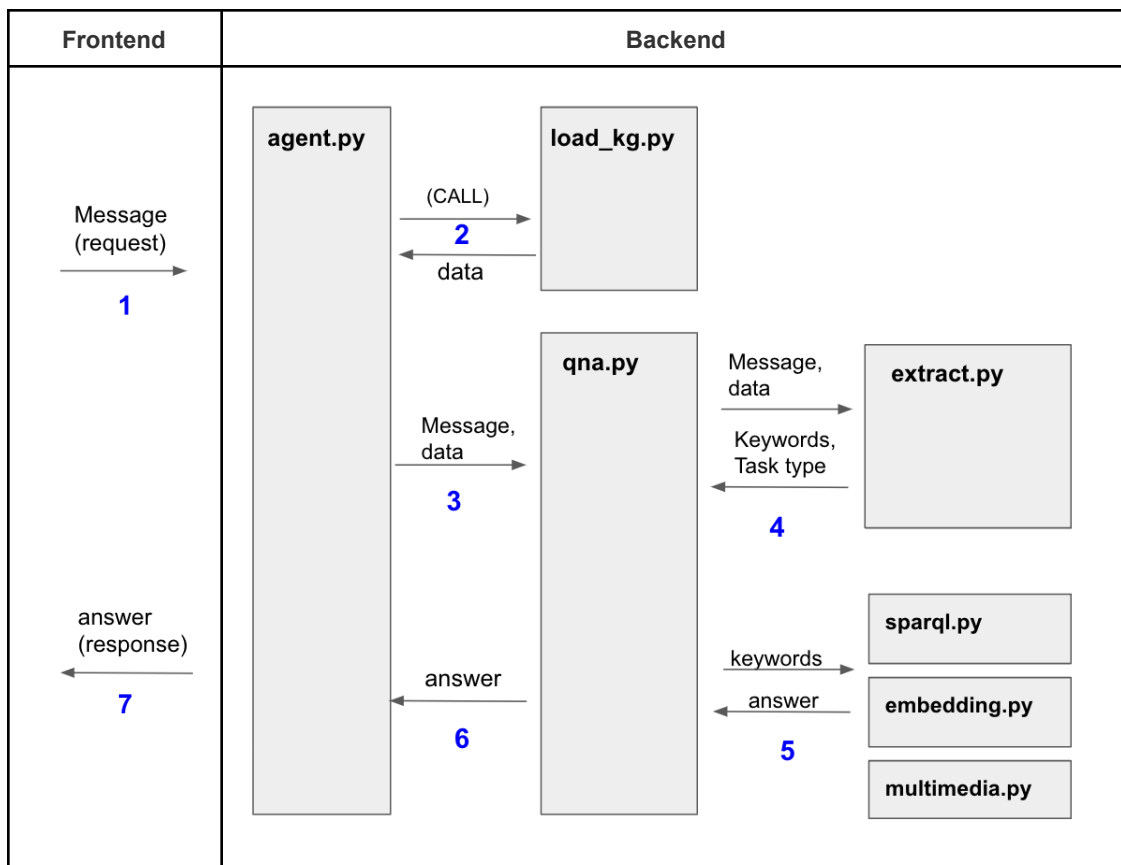 Frontend
Backend
agent.py
load_kg.py
(CALL)
2
data
Message
(request)
1
qna.py
Message,
data
extract.py
Message,
data
3
Keywords,
Task type
4
answer
(response)
7
answer
6
keywords
answer
5
sparql.py
embedding.py
multimedia.py